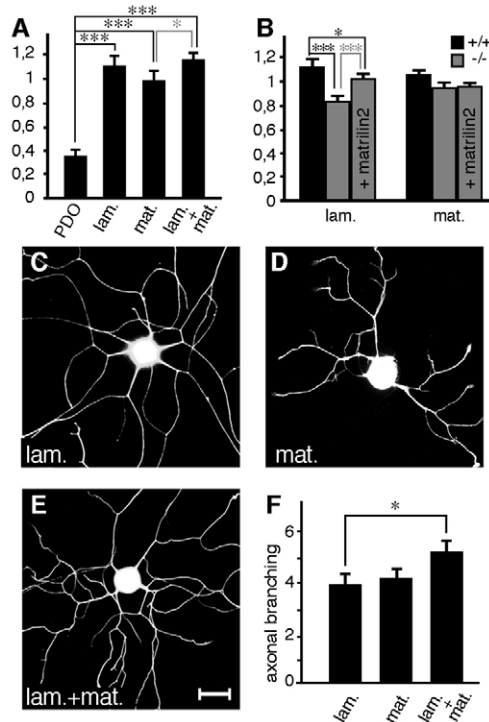 A
***
***
***
*
1,2
1
0,8
0,6
0,4
0,2
0
PDO
lam.
mat.
lam.
+
mat.
B
+/+
-/-
*
***
***
1,2
1
0,8
0,6
0,4
0,2
0
+ matrilin2
+ matrilin2
lam.
mat.
C
lam.
D
mat.
E
lam.+mat.
F
*
axonal branching
6
4
2
0
lam.
mat.
lam.
+
mat.